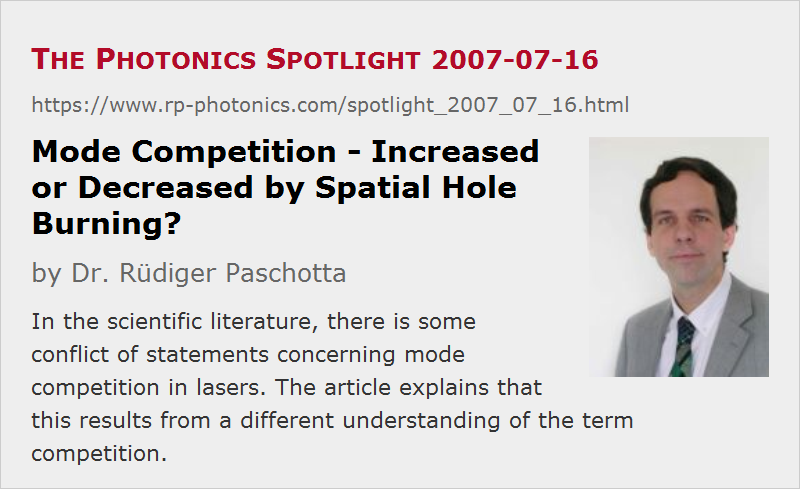 The Photonics Spotlight 2007-07-16
https://www.rp-photonics.com/spotlight_2007_07_16.html
Mode Competition - Increased
or Decreased by Spatial Hole
Burning?
by Dr. Rüdiger Paschotta
In the scientific literature, there is some
conflict of statements concerning mode
competition in lasers. The article explains that
this results from a different understanding of the term
competition.